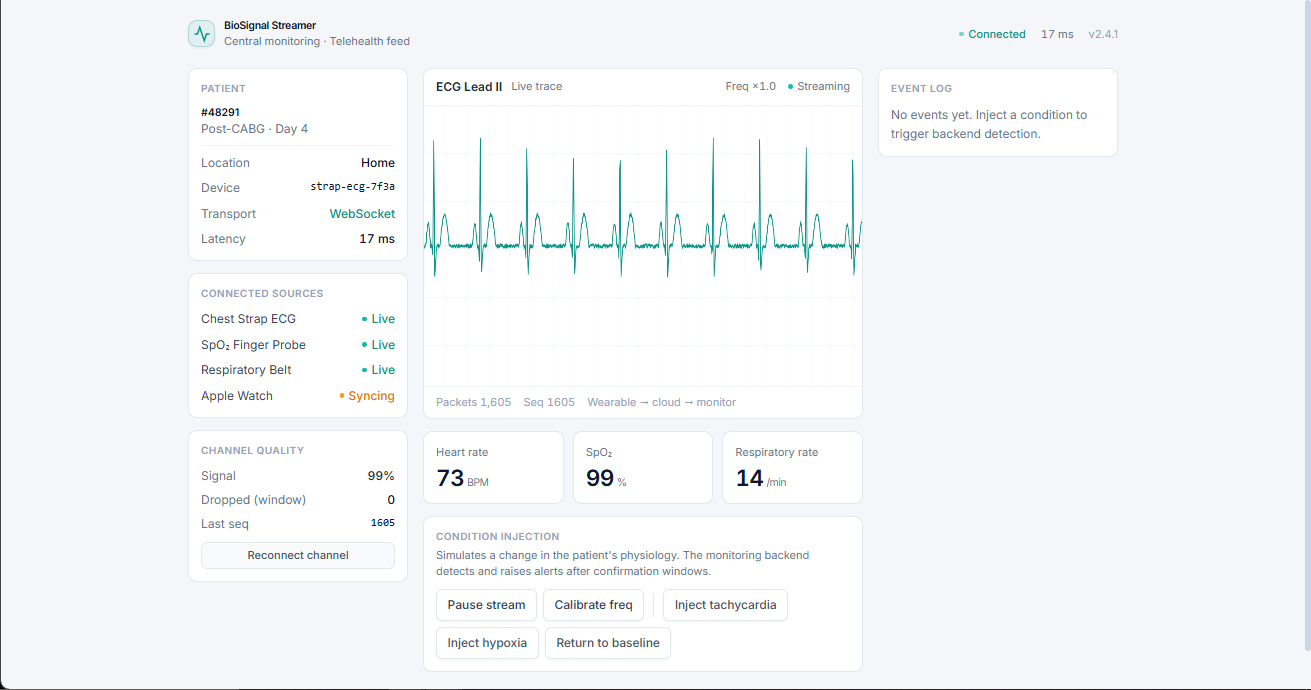 BioSignal Streamer
Central monitoring · Telehealth feed
Connected 17 ms v2.4.1
PATIENT
#48291
Post-CABG · Day 4
Location Home
Device strap-ecg-7f3a
Transport WebSocket
Latency 17 ms
CONNECTED SOURCES
Chest Strap ECG Live
SpO₂ Finger Probe Live
Respiratory Belt Live
Apple Watch Syncing
CHANNEL QUALITY
Signal 99%
Dropped (window) 0
Last seq 1605
Reconnect channel
ECG Lead II Live trace Freq ×1.0 Streaming
Packets 1,605 Seq 1605 Wearable → cloud → monitor
Heart rate
73 BPM
SpO₂
99 %
Respiratory rate
14 /min
CONDITION INJECTION
Simulates a change in the patient's physiology. The monitoring backend
detects and raises alerts after confirmation windows.
Pause stream Calibrate freq Inject tachycardia
Inject hypoxia Return to baseline
EVENT LOG
No events yet. Inject a condition to
trigger backend detection.